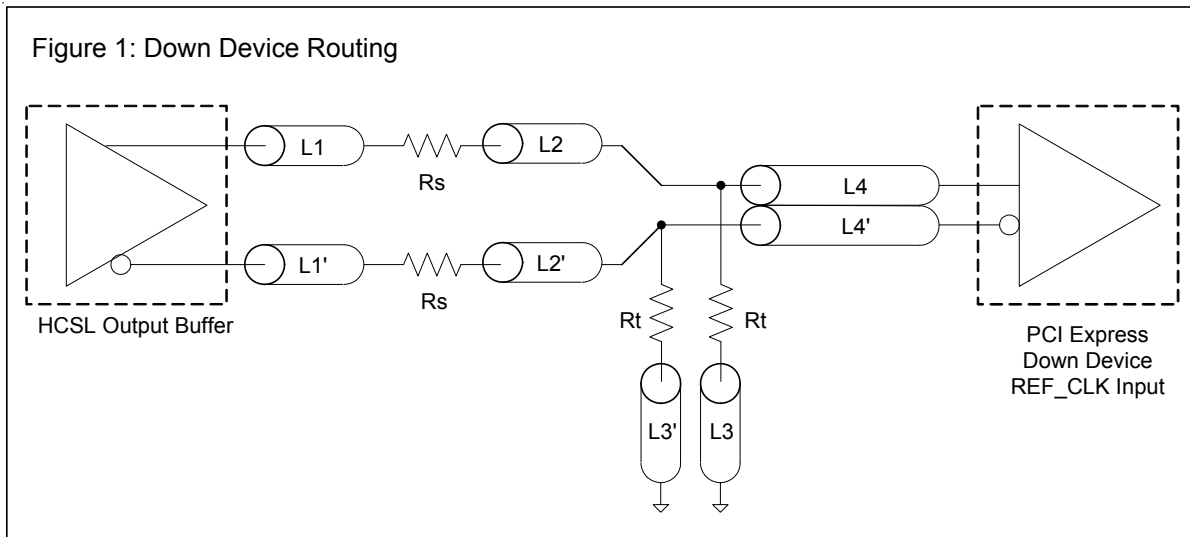 Figure 1: Down Device Routing
L1
Rs
L2
L4
L4'
L1'
Rs
L2'
HCSL Output Buffer
Rt
Rt
L3'
L3
PCI Express
Down Device
REF_CLK Input